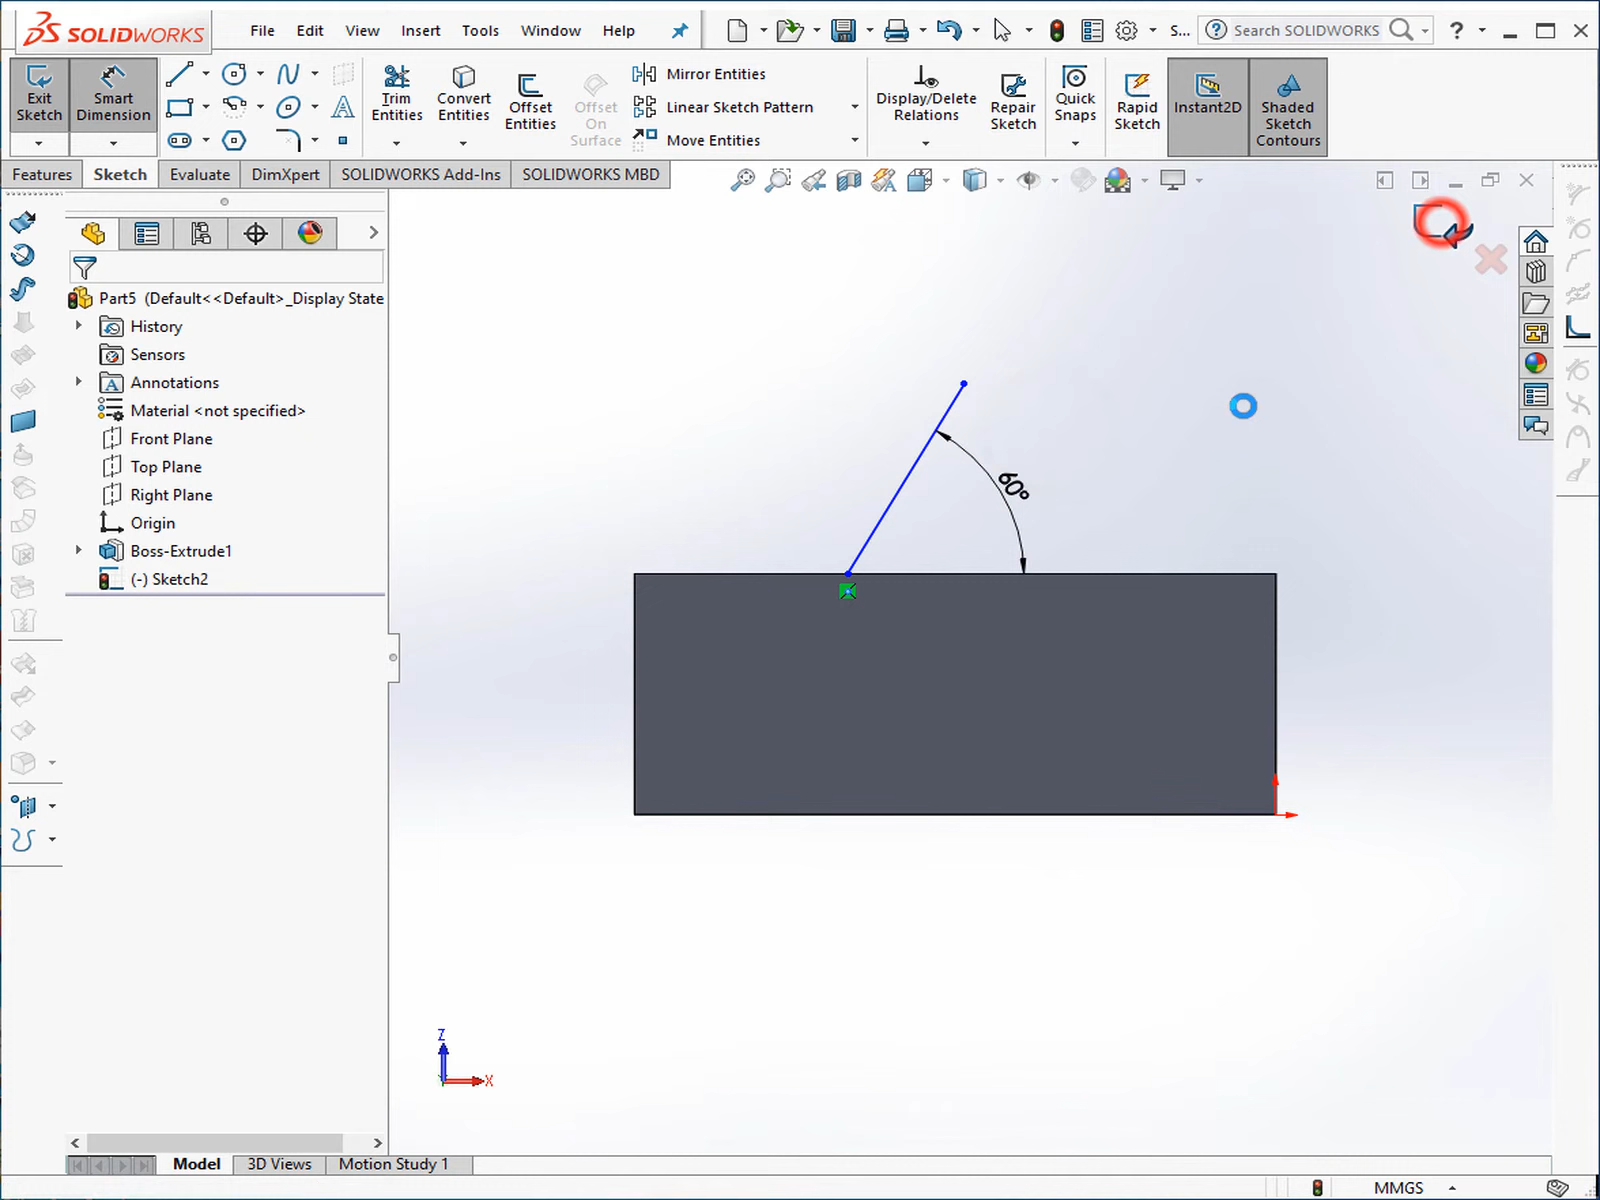 SOLIDWORKS File Edit View Insert Tools Window Help S... Search SOLIDWORKS ?
Exit Sketch
Smart Dimension
Trim Entities
Convert Entities
Offset Entities
Offset On Surface
Mirror Entities
Linear Sketch Pattern
Move Entities
Display/Delete Relations
Repair Sketch
Quick Snaps
Rapid Sketch
Instant2D
Shaded Sketch Contours
Features Sketch Evaluate DimXpert SOLIDWORKS Add-Ins SOLIDWORKS MBD
Part5 (Default<<Default>_Display State
History
Sensors
Annotations
Material <not specified>
Front Plane
Top Plane
Right Plane
Origin
Boss-Extrude1
(-) Sketch2
60°
Z
X
Model 3D Views Motion Study 1
MMGS